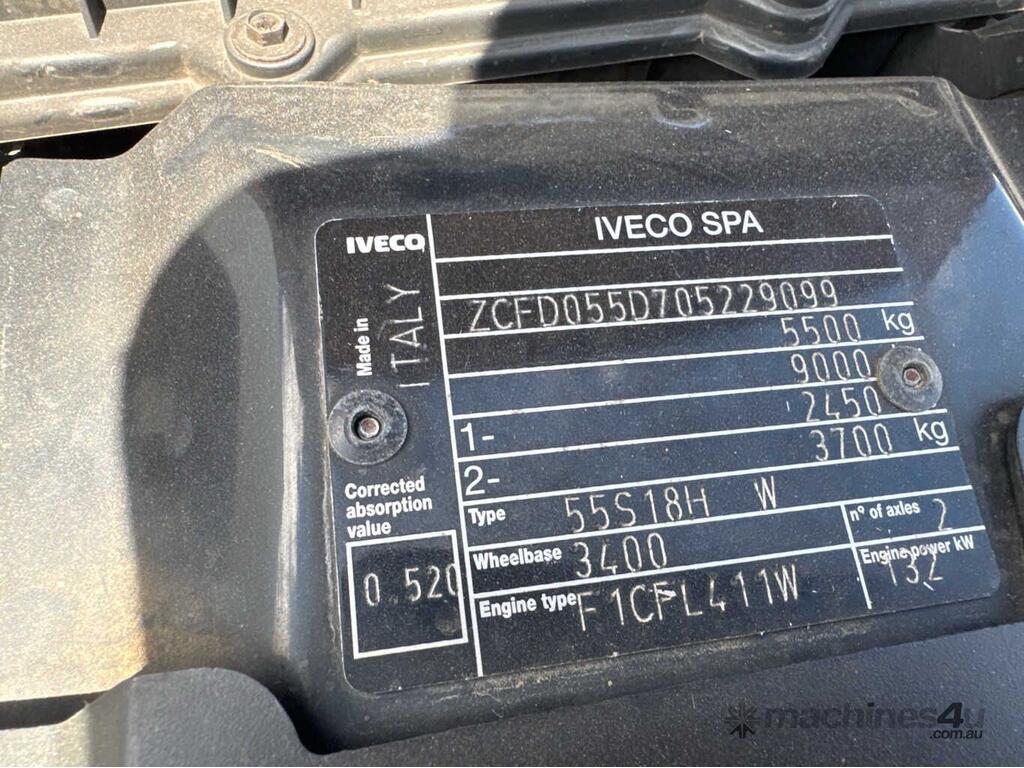 IVECO
IVECO SPA
Made in
ITALY
ZCFD055D705229099
5500 kg
9000
1- 2450
2- 3700 kg
Corrected
absorption
value
0.520
Type 55S18H W
n° of axles 2
Wheelbase 3400
Engine power kW
132
Engine type F1CFL411W
machines4u
.com.au